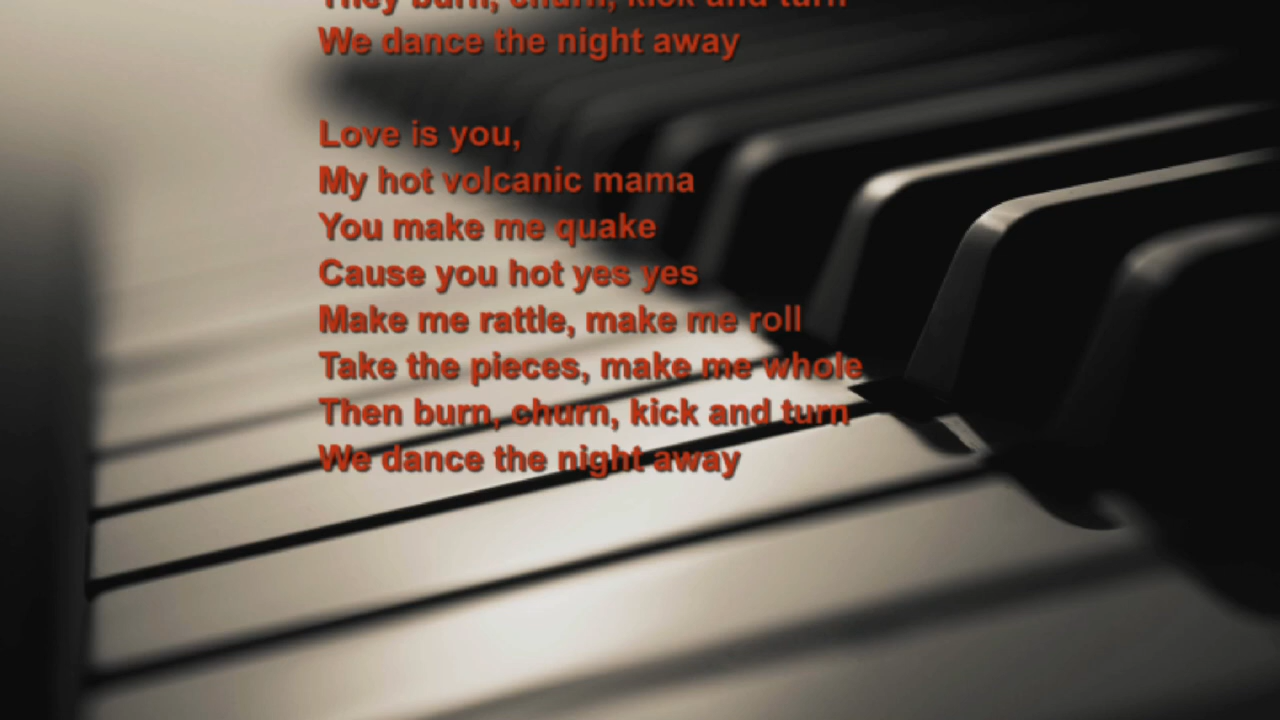 They burn, churn, kick and turn
We dance the night away
Love is you,
My hot volcanic mama
You make me quake
Cause you hot yes yes
Make me rattle, make me roll
Take the pieces, make me whole
Then burn, churn, kick and turn
We dance the night away